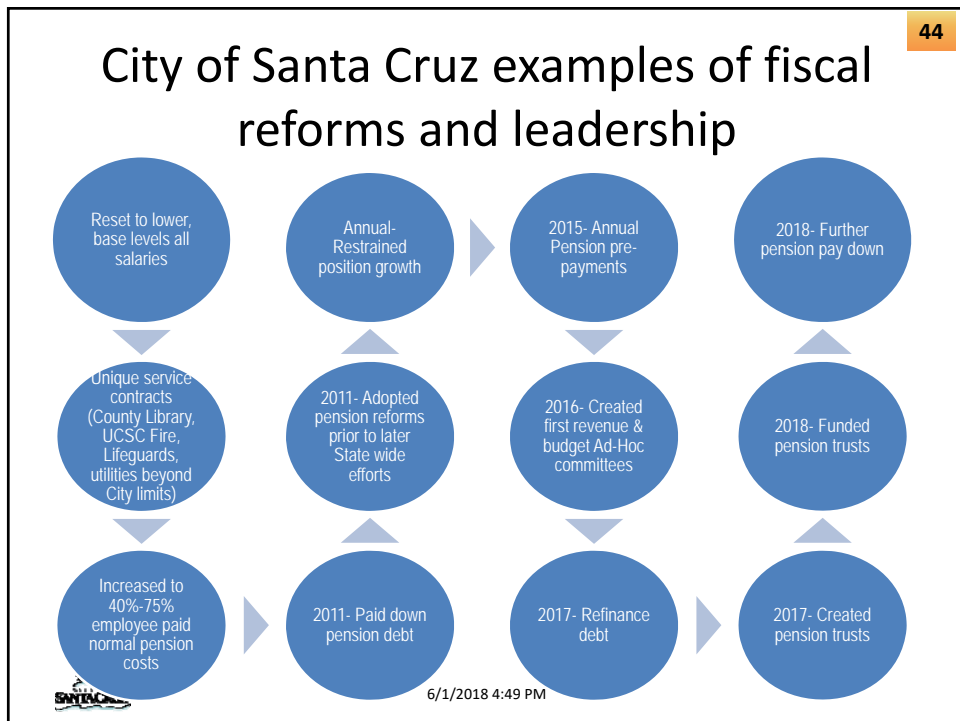 44
City of Santa Cruz examples of fiscal
reforms and leadership
Reset to lower,
base levels all
salaries
Unique service
contracts
(County Library,
UCSC Fire,
Lifeguards,
utilities beyond
City limits)
Increased to
40%-75%
employee paid
normal pension
costs
2011- Paid down
pension debt
2011- Adopted
pension reforms
prior to later
State wide
efforts
Annual-
Restrained
position growth
2015- Annual
Pension pre-
payments
2016- Created
first revenue &
budget Ad-Hoc
committees
2017- Refinance
debt
2017- Created
pension trusts
2018- Funded
pension trusts
2018- Further
pension pay down
6/1/2018 4:49 PM